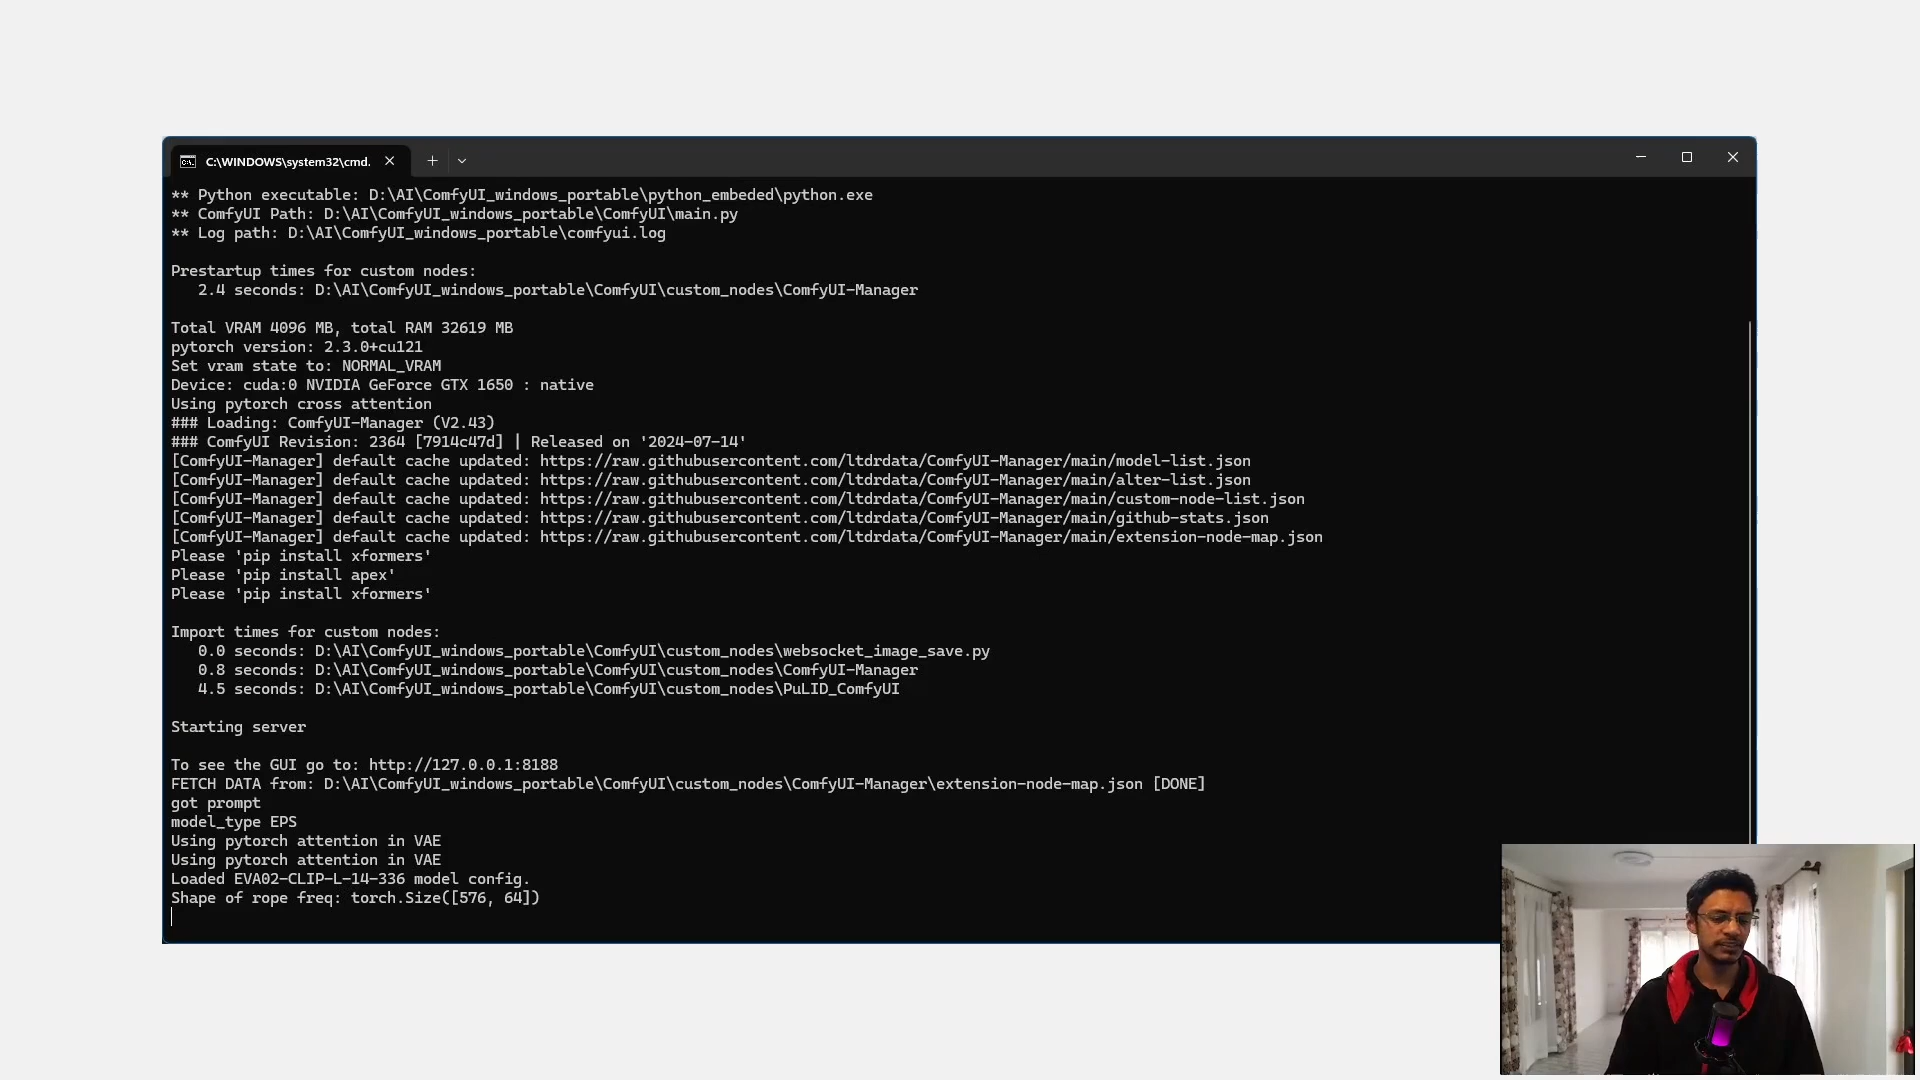 C:\WINDOWS\system32\cmd.
** Python executable: D:\AI\ComfyUI_windows_portable\python_embeded\python.exe
** ComfyUI Path: D:\AI\ComfyUI_windows_portable\ComfyUI\main.py
** Log path: D:\AI\ComfyUI_windows_portable\comfyui.log
Prestartup times for custom nodes:
2.4 seconds: D:\AI\ComfyUI_windows_portable\ComfyUI\custom_nodes\ComfyUI-Manager
Total VRAM 4096 MB, total RAM 32619 MB
pytorch version: 2.3.0+cu121
Set vram state to: NORMAL_VRAM
Device: cuda:0 NVIDIA GeForce GTX 1650 : native
Using pytorch cross attention
### Loading: ComfyUI-Manager (V2.43)
### ComfyUI Revision: 2364 [7914c47d] | Released on '2024-07-14'
[ComfyUI-Manager] default cache updated: https://raw.githubusercontent.com/ltdrdata/ComfyUI-Manager/main/model-list.json
[ComfyUI-Manager] default cache updated: https://raw.githubusercontent.com/ltdrdata/ComfyUI-Manager/main/alter-list.json
[ComfyUI-Manager] default cache updated: https://raw.githubusercontent.com/ltdrdata/ComfyUI-Manager/main/custom-node-list.json
[ComfyUI-Manager] default cache updated: https://raw.githubusercontent.com/ltdrdata/ComfyUI-Manager/main/github-stats.json
[ComfyUI-Manager] default cache updated: https://raw.githubusercontent.com/ltdrdata/ComfyUI-Manager/main/extension-node-map.json
Please 'pip install xformers'
Please 'pip install apex'
Please 'pip install xformers'
Import times for custom nodes:
0.0 seconds: D:\AI\ComfyUI_windows_portable\ComfyUI\custom_nodes\websocket_image_save.py
0.8 seconds: D:\AI\ComfyUI_windows_portable\ComfyUI\custom_nodes\ComfyUI-Manager
4.5 seconds: D:\AI\ComfyUI_windows_portable\ComfyUI\custom_nodes\PuLID_ComfyUI
Starting server
To see the GUI go to: http://127.0.0.1:8188
FETCH DATA from: D:\AI\ComfyUI_windows_portable\ComfyUI\custom_nodes\ComfyUI-Manager\extension-node-map.json [DONE]
got prompt
model_type EPS
Using pytorch attention in VAE
Using pytorch attention in VAE
Loaded EVA02-CLIP-L-14-336 model config.
Shape of rope freq: torch.Size([576, 64])